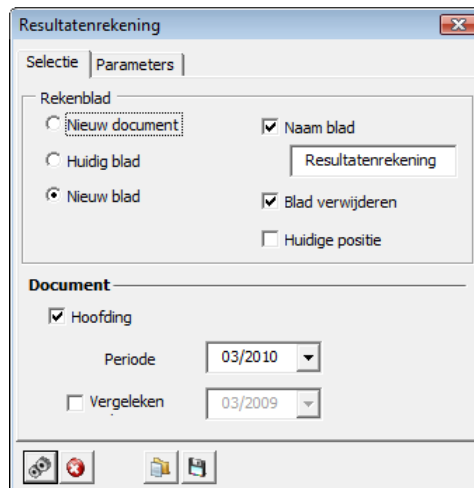 Resultatenrekening
Selectie Parameters
Rekenblad
Nieuw document Naam blad
Huidig blad Resultatenrekening
Nieuw blad Blad verwijderen
Huidige positie
Document
Hoofding
Periode 03/2010
Vergeleken 03/2009